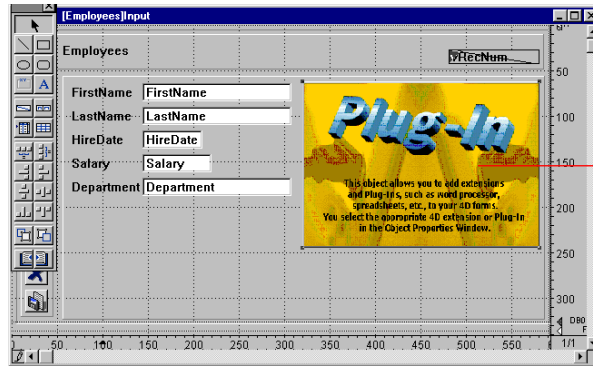 [Employees]Input
Employees
vRecNum
A
FirstName FirstName
LastName LastName
HireDate HireDate
Salary Salary
Department Department
Plug-In
This object allows you to add extensions
and Plug-Ins, such as word processor,
spreadsheets, etc., to your 4D forms.
You select the appropriate 4D extension or Plug-In
in the Object Properties Window.
50
100
150
200
250
300
DB0
F
50 100 150 200 250 300 350 400 450 500 550
1/1